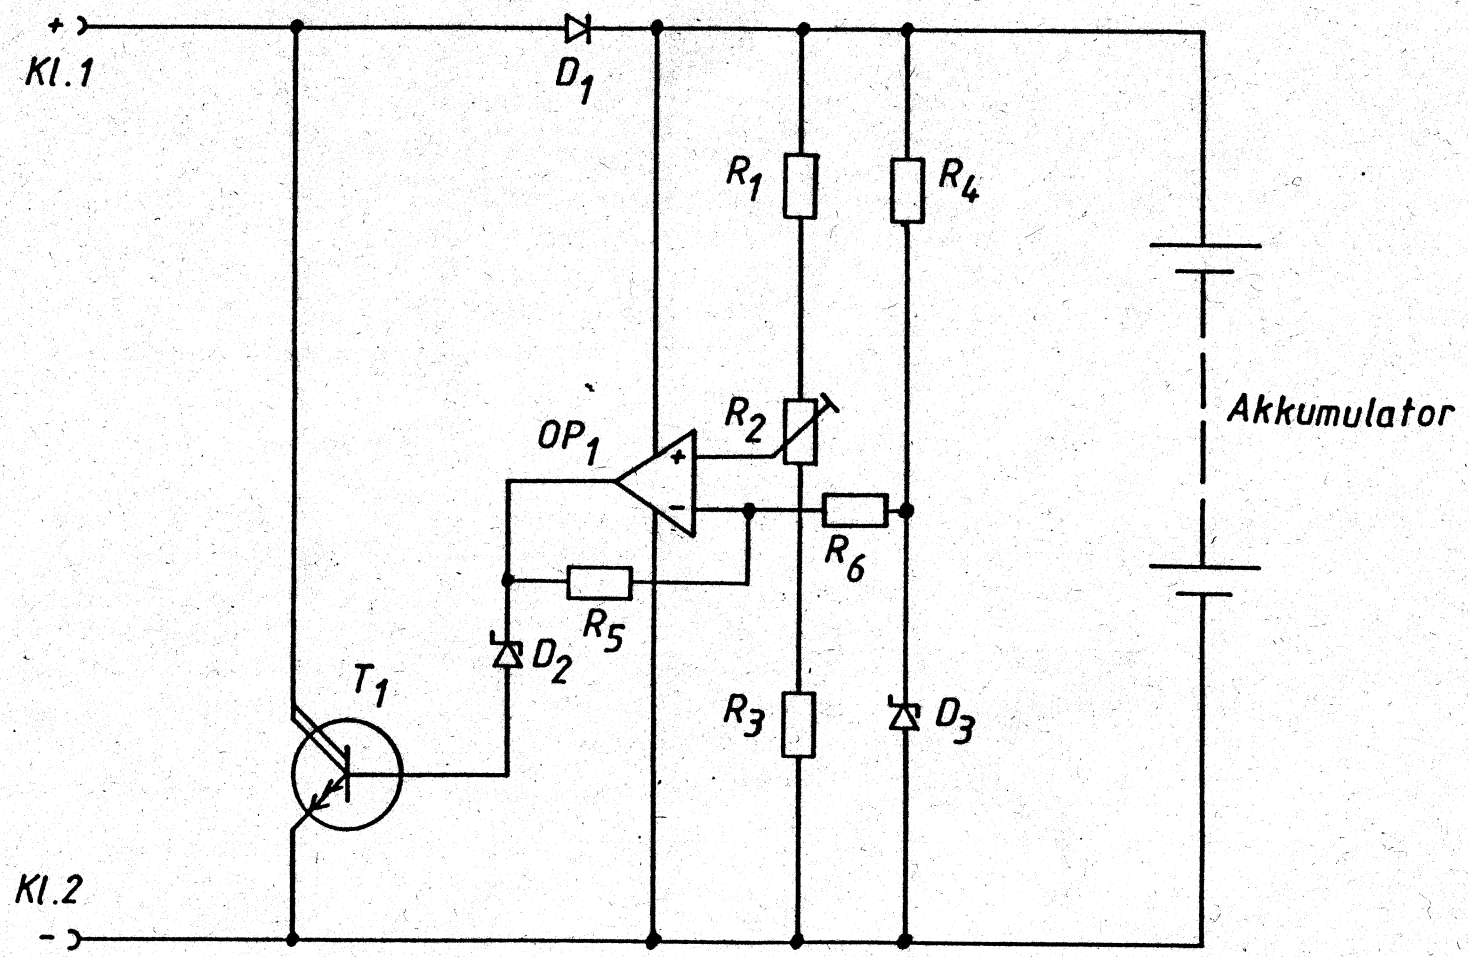 +
Kl.1
D1
R1
R4
R2
Akkumulator
OP1
+
-
R6
R5
D2
T1
R3
D3
Kl.2
-